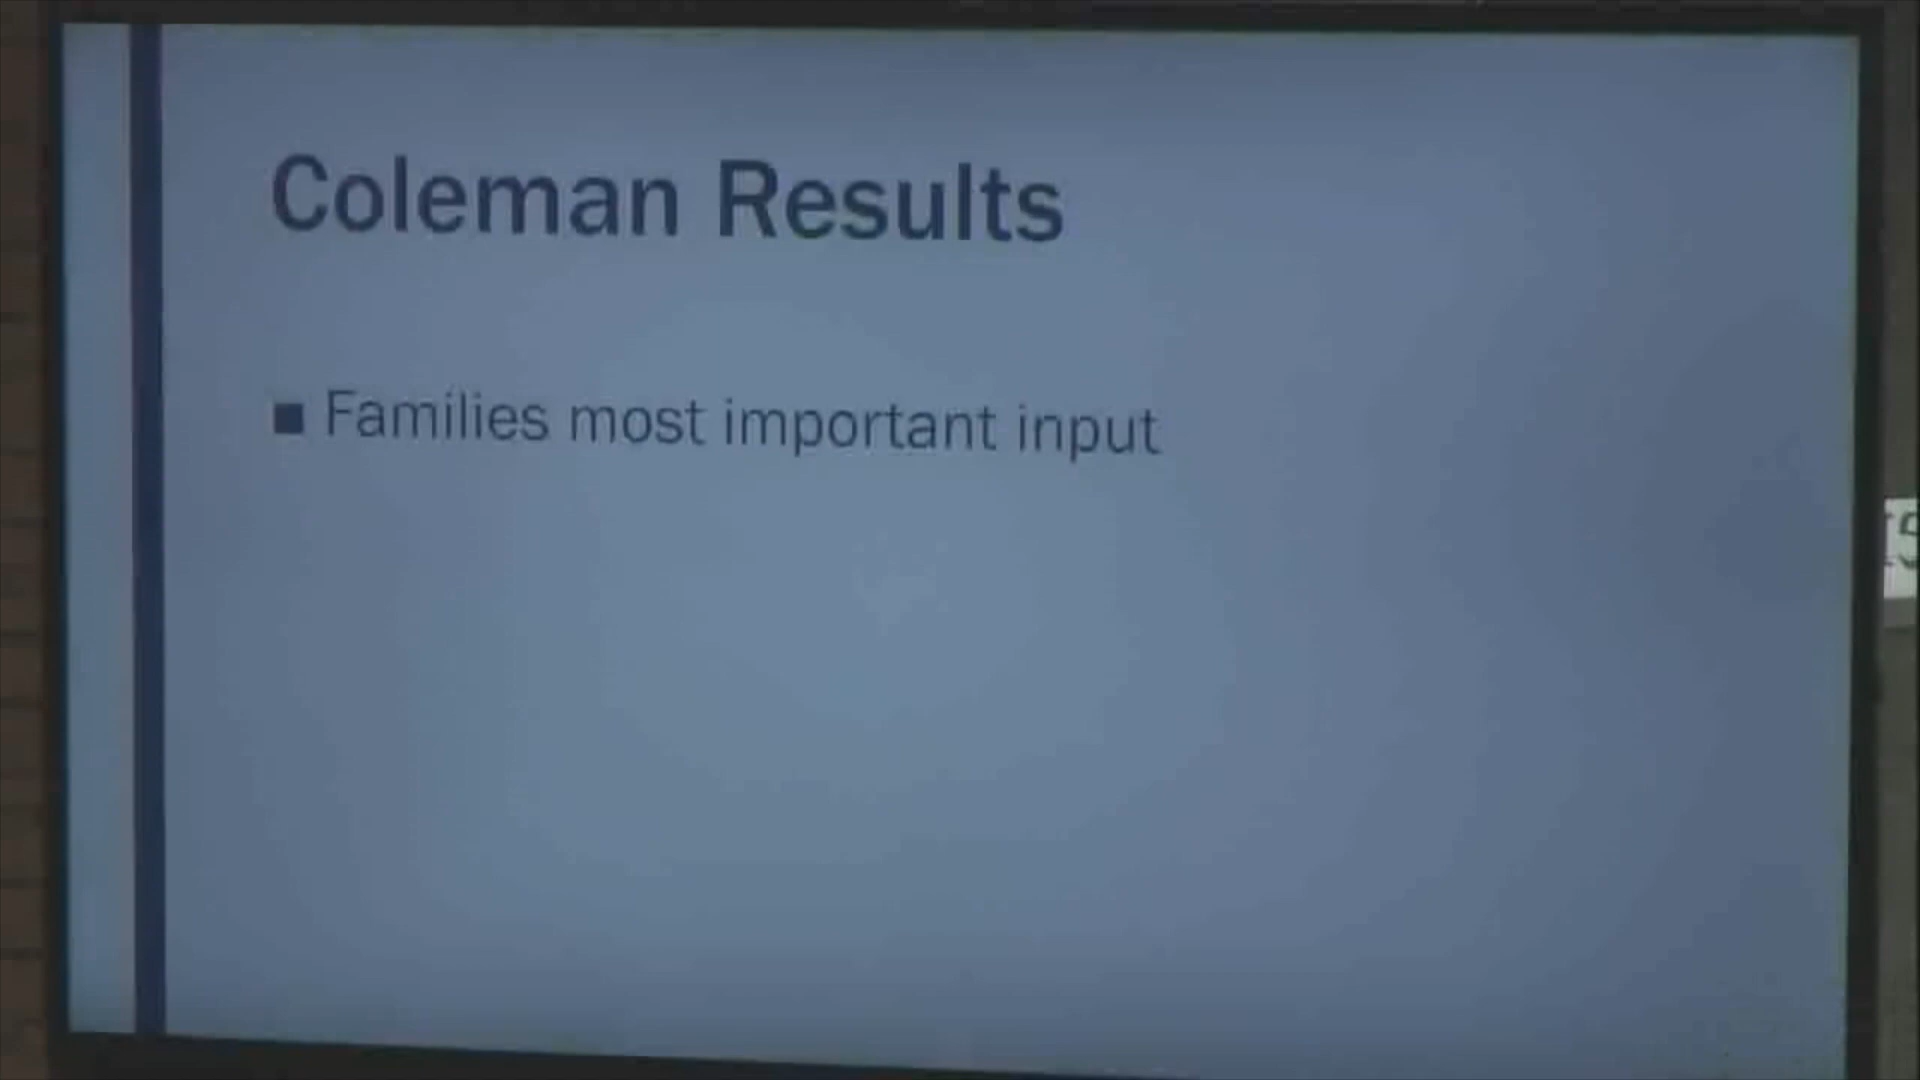 Coleman Results
■ Families most important input